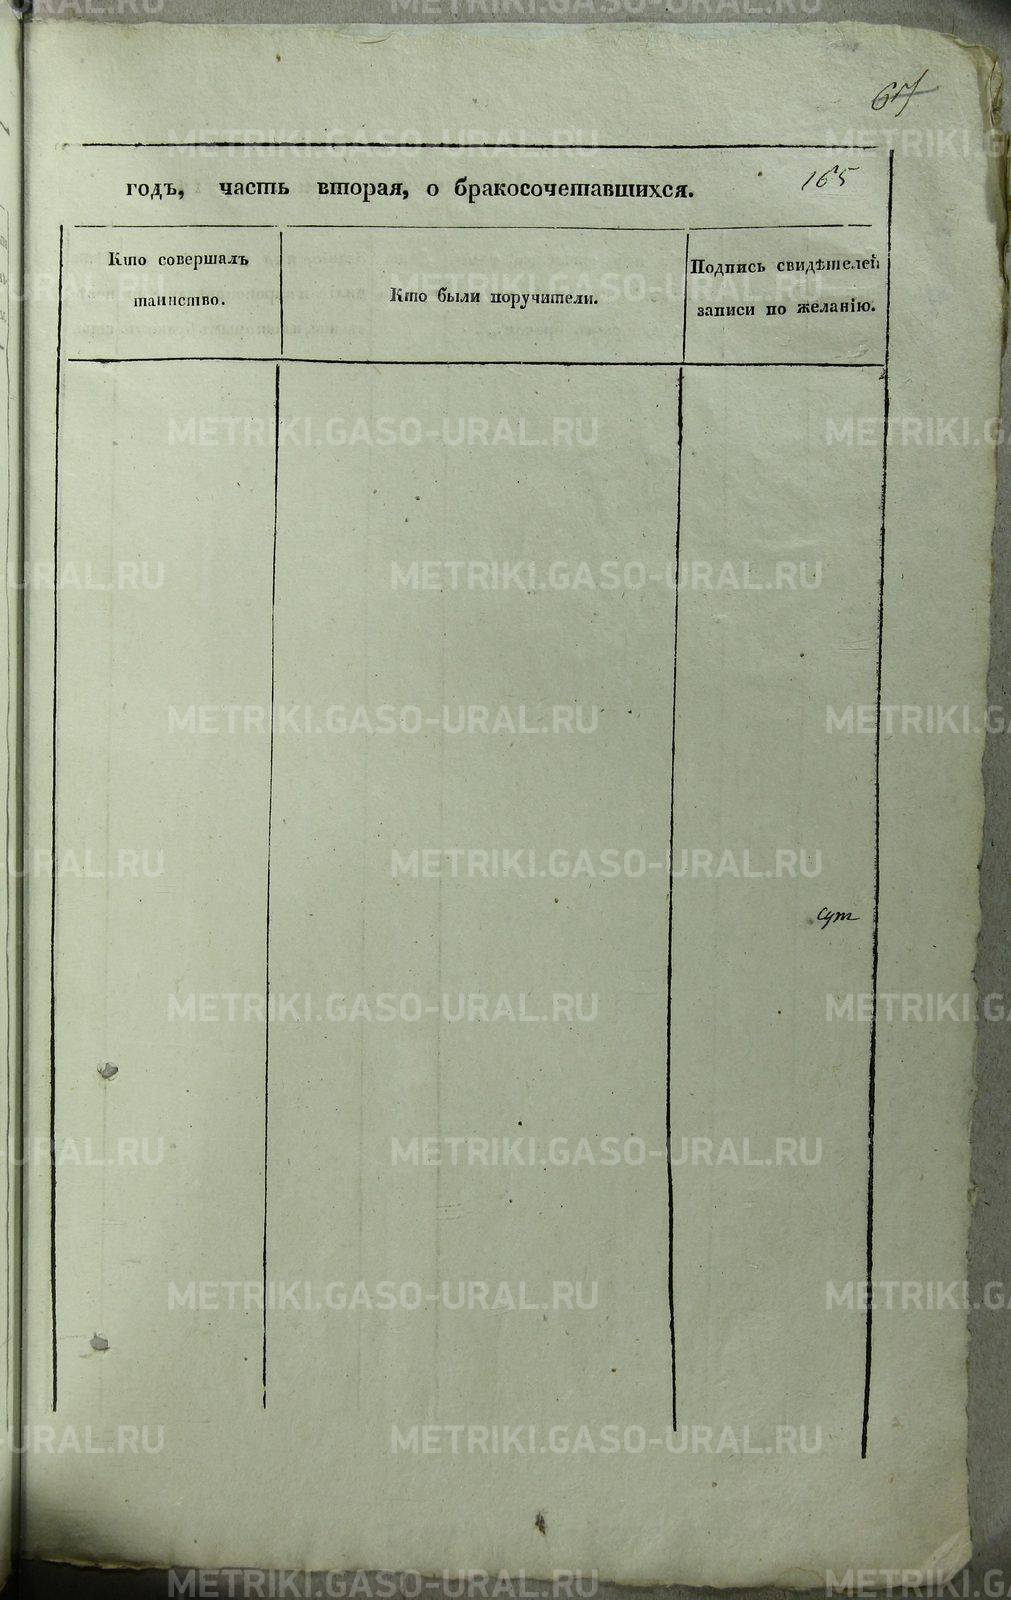 67
годъ, часть вторая, о бракосочетавшихся.
165
Кто совершалъ
таинство.
Кто были поручители.
Подпись свидѣтелей
записи по желанію.
METRIKI.GASO-URAL.RU